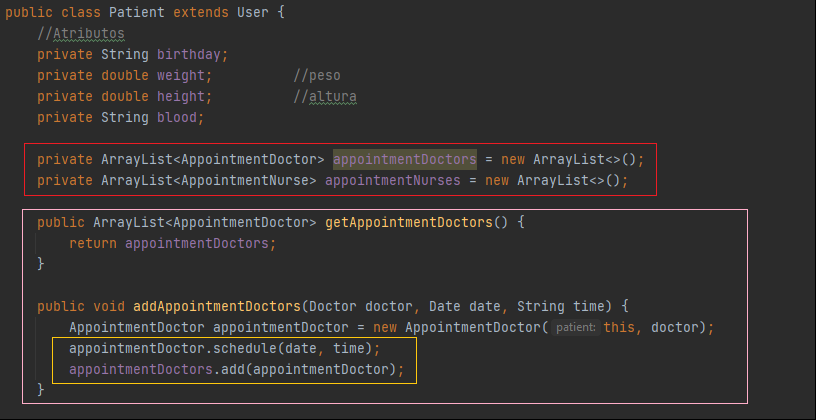 public class Patient extends User {
//Atributos
private String birthday;
private double weight; //peso
private double height; //altura
private String blood;
private ArrayList<AppointmentDoctor> appointmentDoctors = new ArrayList<>();
private ArrayList<AppointmentNurse> appointmentNurses = new ArrayList<>();
public ArrayList<AppointmentDoctor> getAppointmentDoctors() {
return appointmentDoctors;
}
public void addAppointmentDoctors(Doctor doctor, Date date, String time) {
AppointmentDoctor appointmentDoctor = new AppointmentDoctor( patient: this, doctor);
appointmentDoctor.schedule(date, time);
appointmentDoctors.add(appointmentDoctor);
}